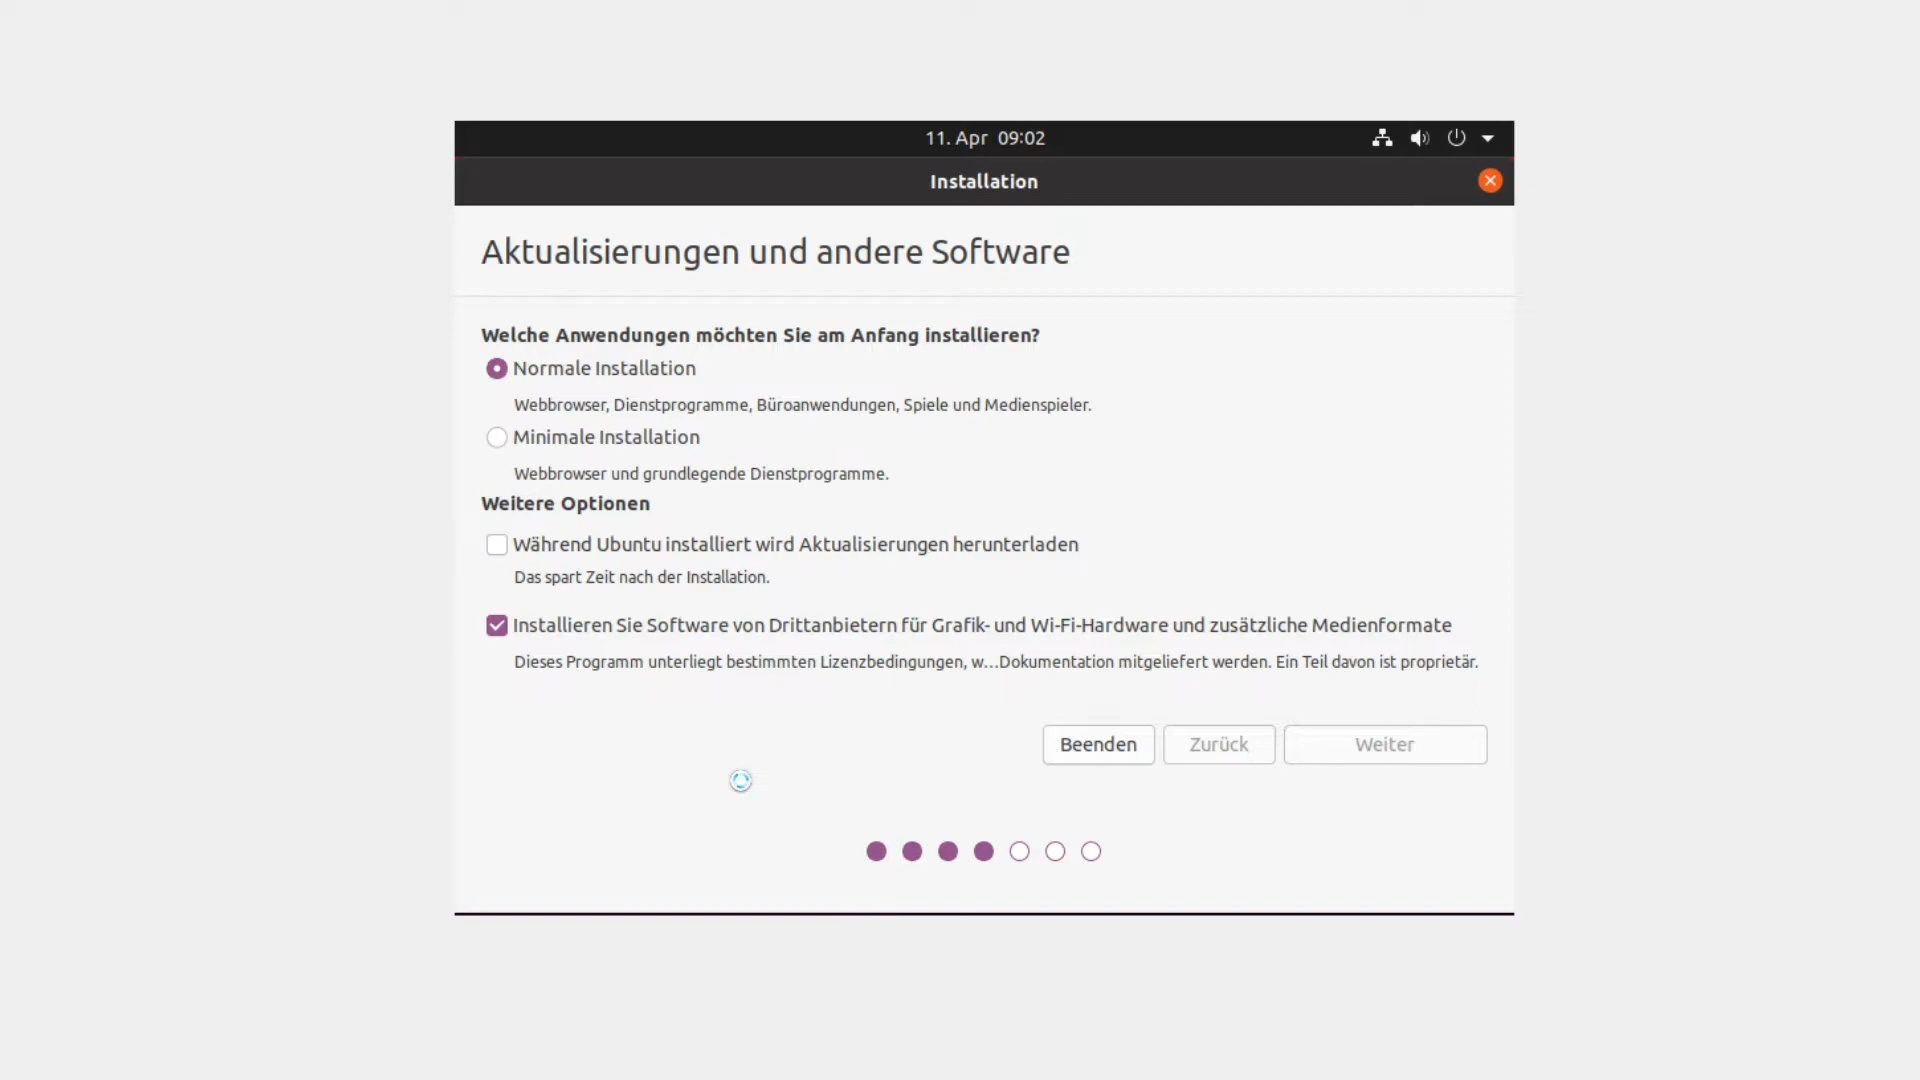 11. Apr 09:02
Installation
Aktualisierungen und andere Software
Welche Anwendungen möchten Sie am Anfang installieren?
Normale Installation
Webbrowser, Dienstprogramme, Büroanwendungen, Spiele und Medienspieler.
Minimale Installation
Webbrowser und grundlegende Dienstprogramme.
Weitere Optionen
Während Ubuntu installiert wird Aktualisierungen herunterladen
Das spart Zeit nach der Installation.
Installieren Sie Software von Drittanbietern für Grafik- und Wi-Fi-Hardware und zusätzliche Medienformate
Dieses Programm unterliegt bestimmten Lizenzbedingungen, w…Dokumentation mitgeliefert werden. Ein Teil davon ist proprietär.
Beenden Zurück Weiter